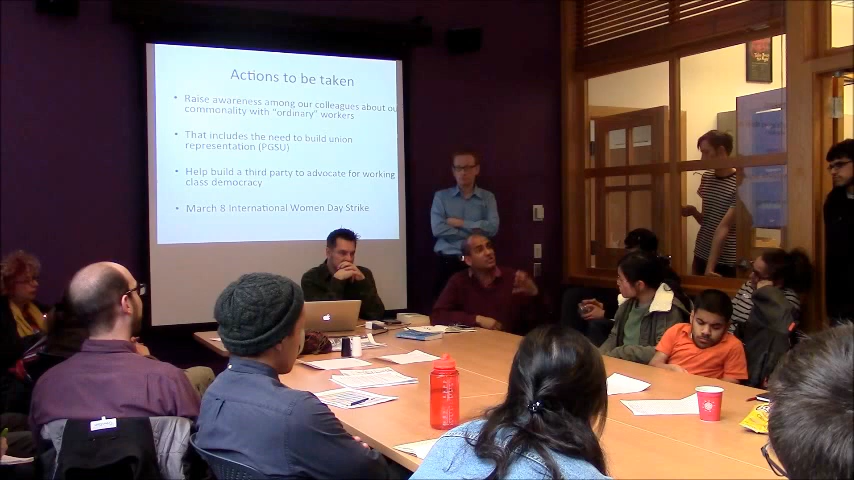 Actions to be taken
• Raise awareness among our colleagues about ou
commonality with "ordinary" workers
• That includes the need to build union
representation (PGSU)
• Help build a third party to advocate for working
class democracy
• March 8 International Women Day Strike